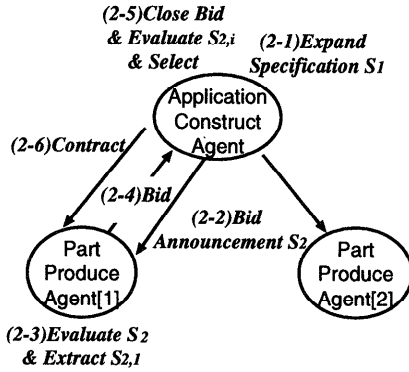 (2-5)Close Bid
& Evaluate S2,i
& Select
(2-1)Expand
Specification S1
Application
Construct
Agent
(2-6)Contract
(2-4)Bid
(2-2)Bid
Announcement S2
Part
Produce
Agent[1]
Part
Produce
Agent[2]
(2-3)Evaluate S2
& Extract S2,1